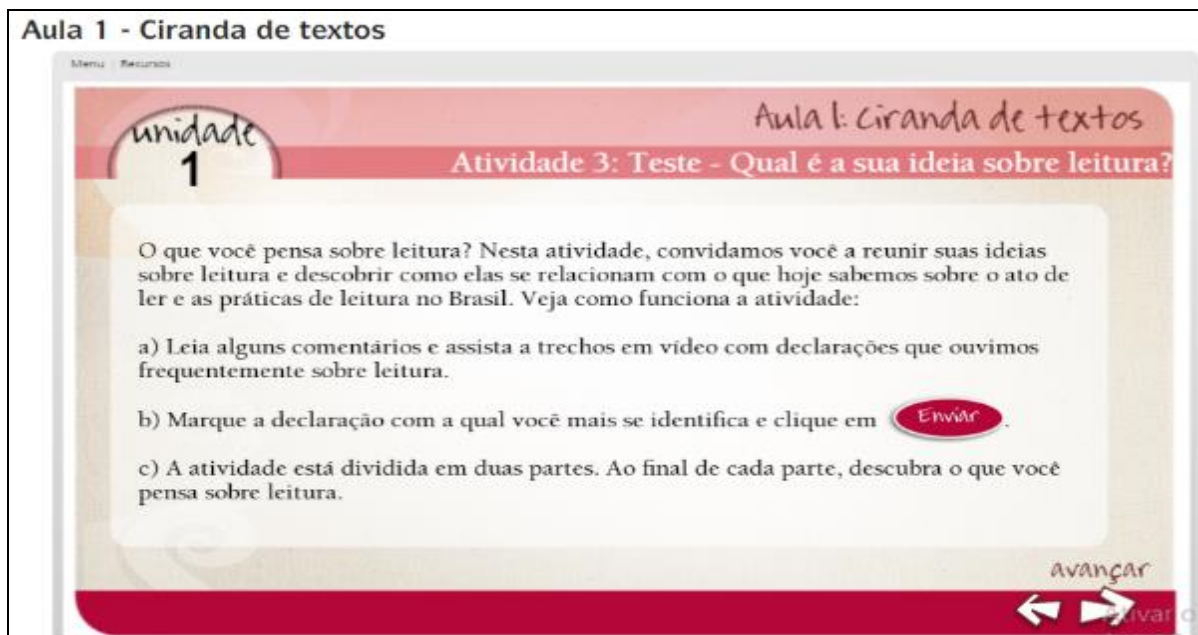 Aula 1 - Ciranda de textos
Menu | Recursos
unidade
1
Aula 1: Ciranda de textos
Atividade 3: Teste - Qual é a sua ideia sobre leitura?
O que você pensa sobre leitura? Nesta atividade, convidamos você a reunir suas ideias
sobre leitura e descobrir como elas se relacionam com o que hoje sabemos sobre o ato de
ler e as práticas de leitura no Brasil. Veja como funciona a atividade:
a) Leia alguns comentários e assista a trechos em vídeo com declarações que ouvimos
frequentemente sobre leitura.
b) Marque a declaração com a qual você mais se identifica e clique em Enviar.
c) A atividade está dividida em duas partes. Ao final de cada parte, descubra o que você
pensa sobre leitura.
avançar
Ativar o